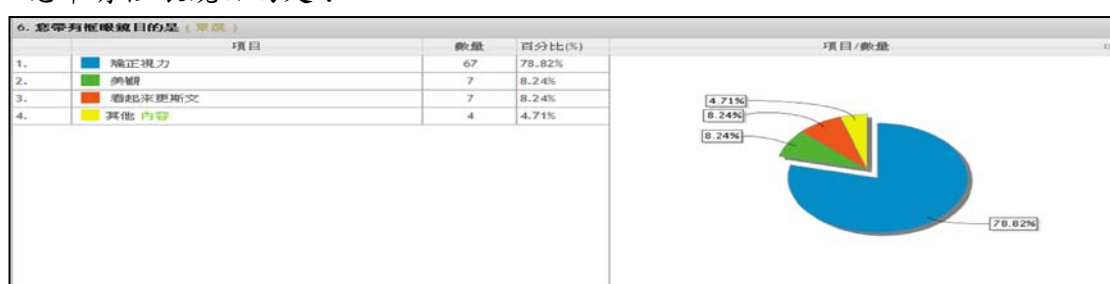 6. 您帶有框眼鏡目的是 ( 單選 )
項目 數量 百分比(%) 項目/數量
1. 矯正視力 67 78.82%
2. 美觀 7 8.24%
3. 看起來更斯文 7 8.24%
4. 其他 內容 4 4.71%
4.71%
8.24%
8.24%
78.82%